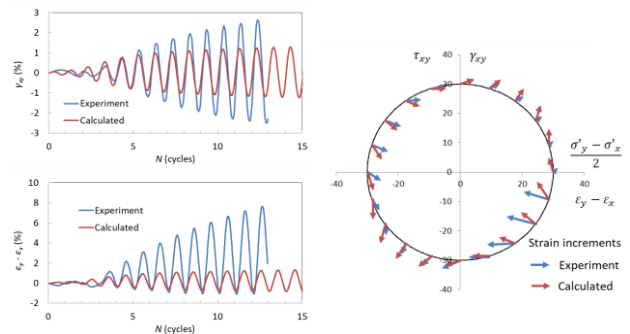 3
2
1
0
-1
-2
-3
γxy (%)
Experiment
Calculated
0 5 10 15
N (cycles)
10
8
6
4
2
0
-2
εy - εx (%)
Experiment
Calculated
0 5 10 15
N (cycles)
τxy γxy
40
30
20
10
0
-10
-20
-30
-40
-40 -20 0 20 40
σ'y − σ'x
2
εy − εx
Strain increments
Experiment
Calculated